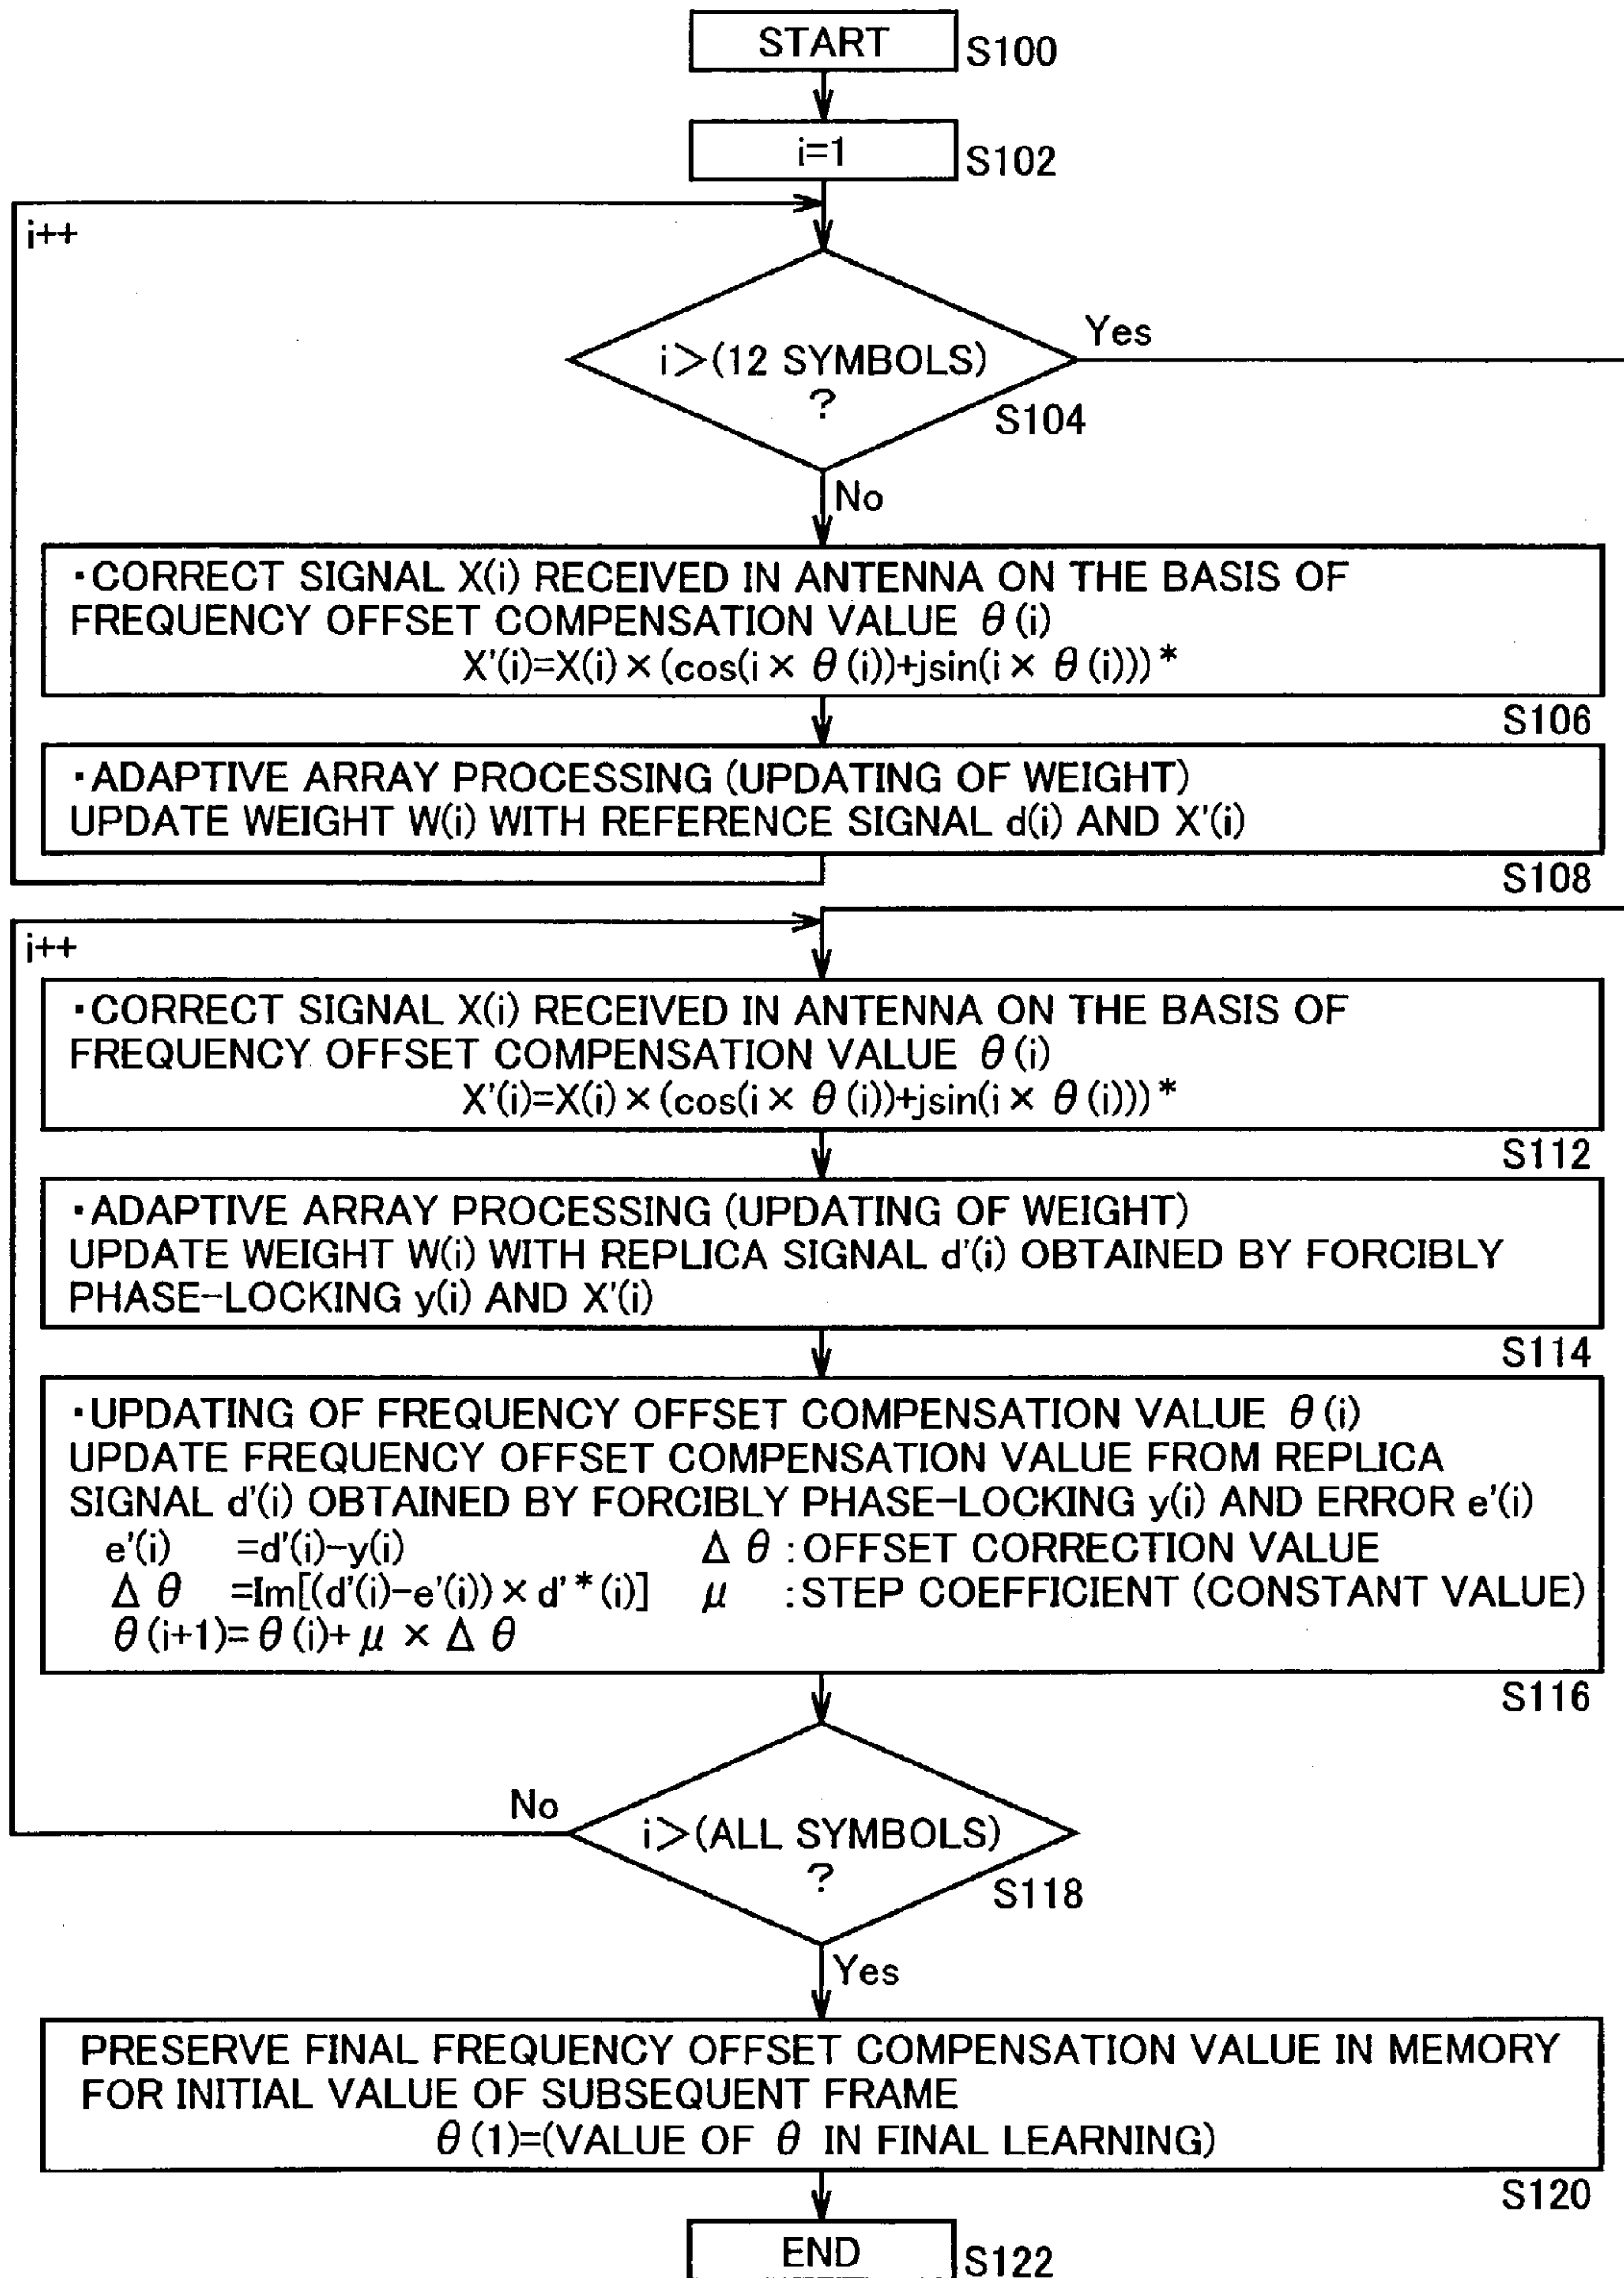 START
S100
i=1
S102
i++
i>(12 SYMBOLS)
?
Yes
S104
No
・CORRECT SIGNAL X(i) RECEIVED IN ANTENNA ON THE BASIS OF
FREQUENCY OFFSET COMPENSATION VALUE θ(i)
X'(i)=X(i)×(cos(i×θ(i))+jsin(i×θ(i)))*
S106
・ADAPTIVE ARRAY PROCESSING (UPDATING OF WEIGHT)
UPDATE WEIGHT W(i) WITH REFERENCE SIGNAL d(i) AND X'(i)
S108
i++
・CORRECT SIGNAL X(i) RECEIVED IN ANTENNA ON THE BASIS OF
FREQUENCY OFFSET COMPENSATION VALUE θ(i)
X'(i)=X(i)×(cos(i×θ(i))+jsin(i×θ(i)))*
S112
・ADAPTIVE ARRAY PROCESSING (UPDATING OF WEIGHT)
UPDATE WEIGHT W(i) WITH REPLICA SIGNAL d'(i) OBTAINED BY FORCIBLY
PHASE-LOCKING y(i) AND X'(i)
S114
・UPDATING OF FREQUENCY OFFSET COMPENSATION VALUE θ(i)
UPDATE FREQUENCY OFFSET COMPENSATION VALUE FROM REPLICA
SIGNAL d'(i) OBTAINED BY FORCIBLY PHASE-LOCKING y(i) AND ERROR e'(i)
e'(i) =d'(i)-y(i) Δθ :OFFSET CORRECTION VALUE
Δθ =Im[(d'(i)-e'(i))×d'*(i)] μ :STEP COEFFICIENT (CONSTANT VALUE)
θ(i+1)=θ(i)+μ×Δθ
S116
No
i>(ALL SYMBOLS)
?
S118
Yes
PRESERVE FINAL FREQUENCY OFFSET COMPENSATION VALUE IN MEMORY
FOR INITIAL VALUE OF SUBSEQUENT FRAME
θ(1)=(VALUE OF θ IN FINAL LEARNING)
S120
END
S122